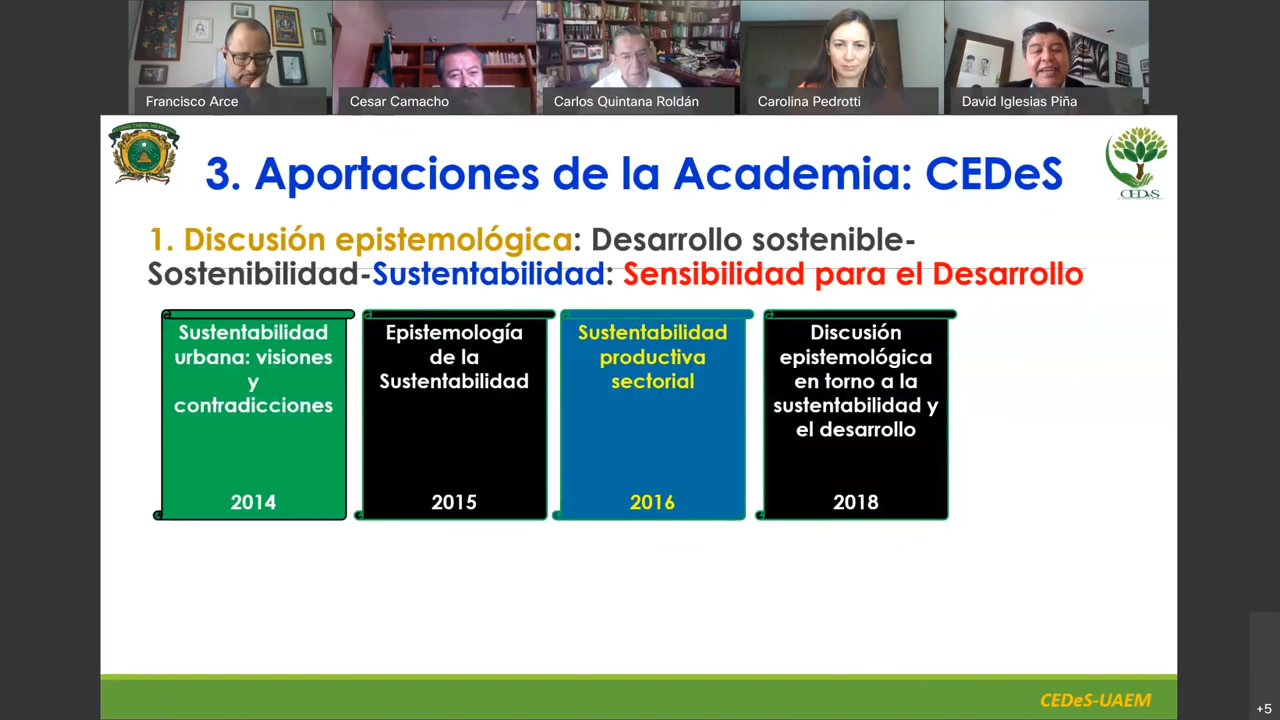 Francisco Arce
Cesar Camacho
Carlos Quintana Roldán
Carolina Pedrotti
David Iglesias Piña
3. Aportaciones de la Academia: CEDeS
CEDeS
1. Discusión epistemológica: Desarrollo sostenible-
Sostenibilidad-Sustentabilidad: Sensibilidad para el Desarrollo
Sustentabilidad
urbana: visiones
y
contradicciones
2014
Epistemología
de la
Sustentabilidad
2015
Sustentabilidad
productiva
sectorial
2016
Discusión
epistemológica
en torno a la
sustentabilidad y
el desarrollo
2018
CEDeS-UAEM
+5